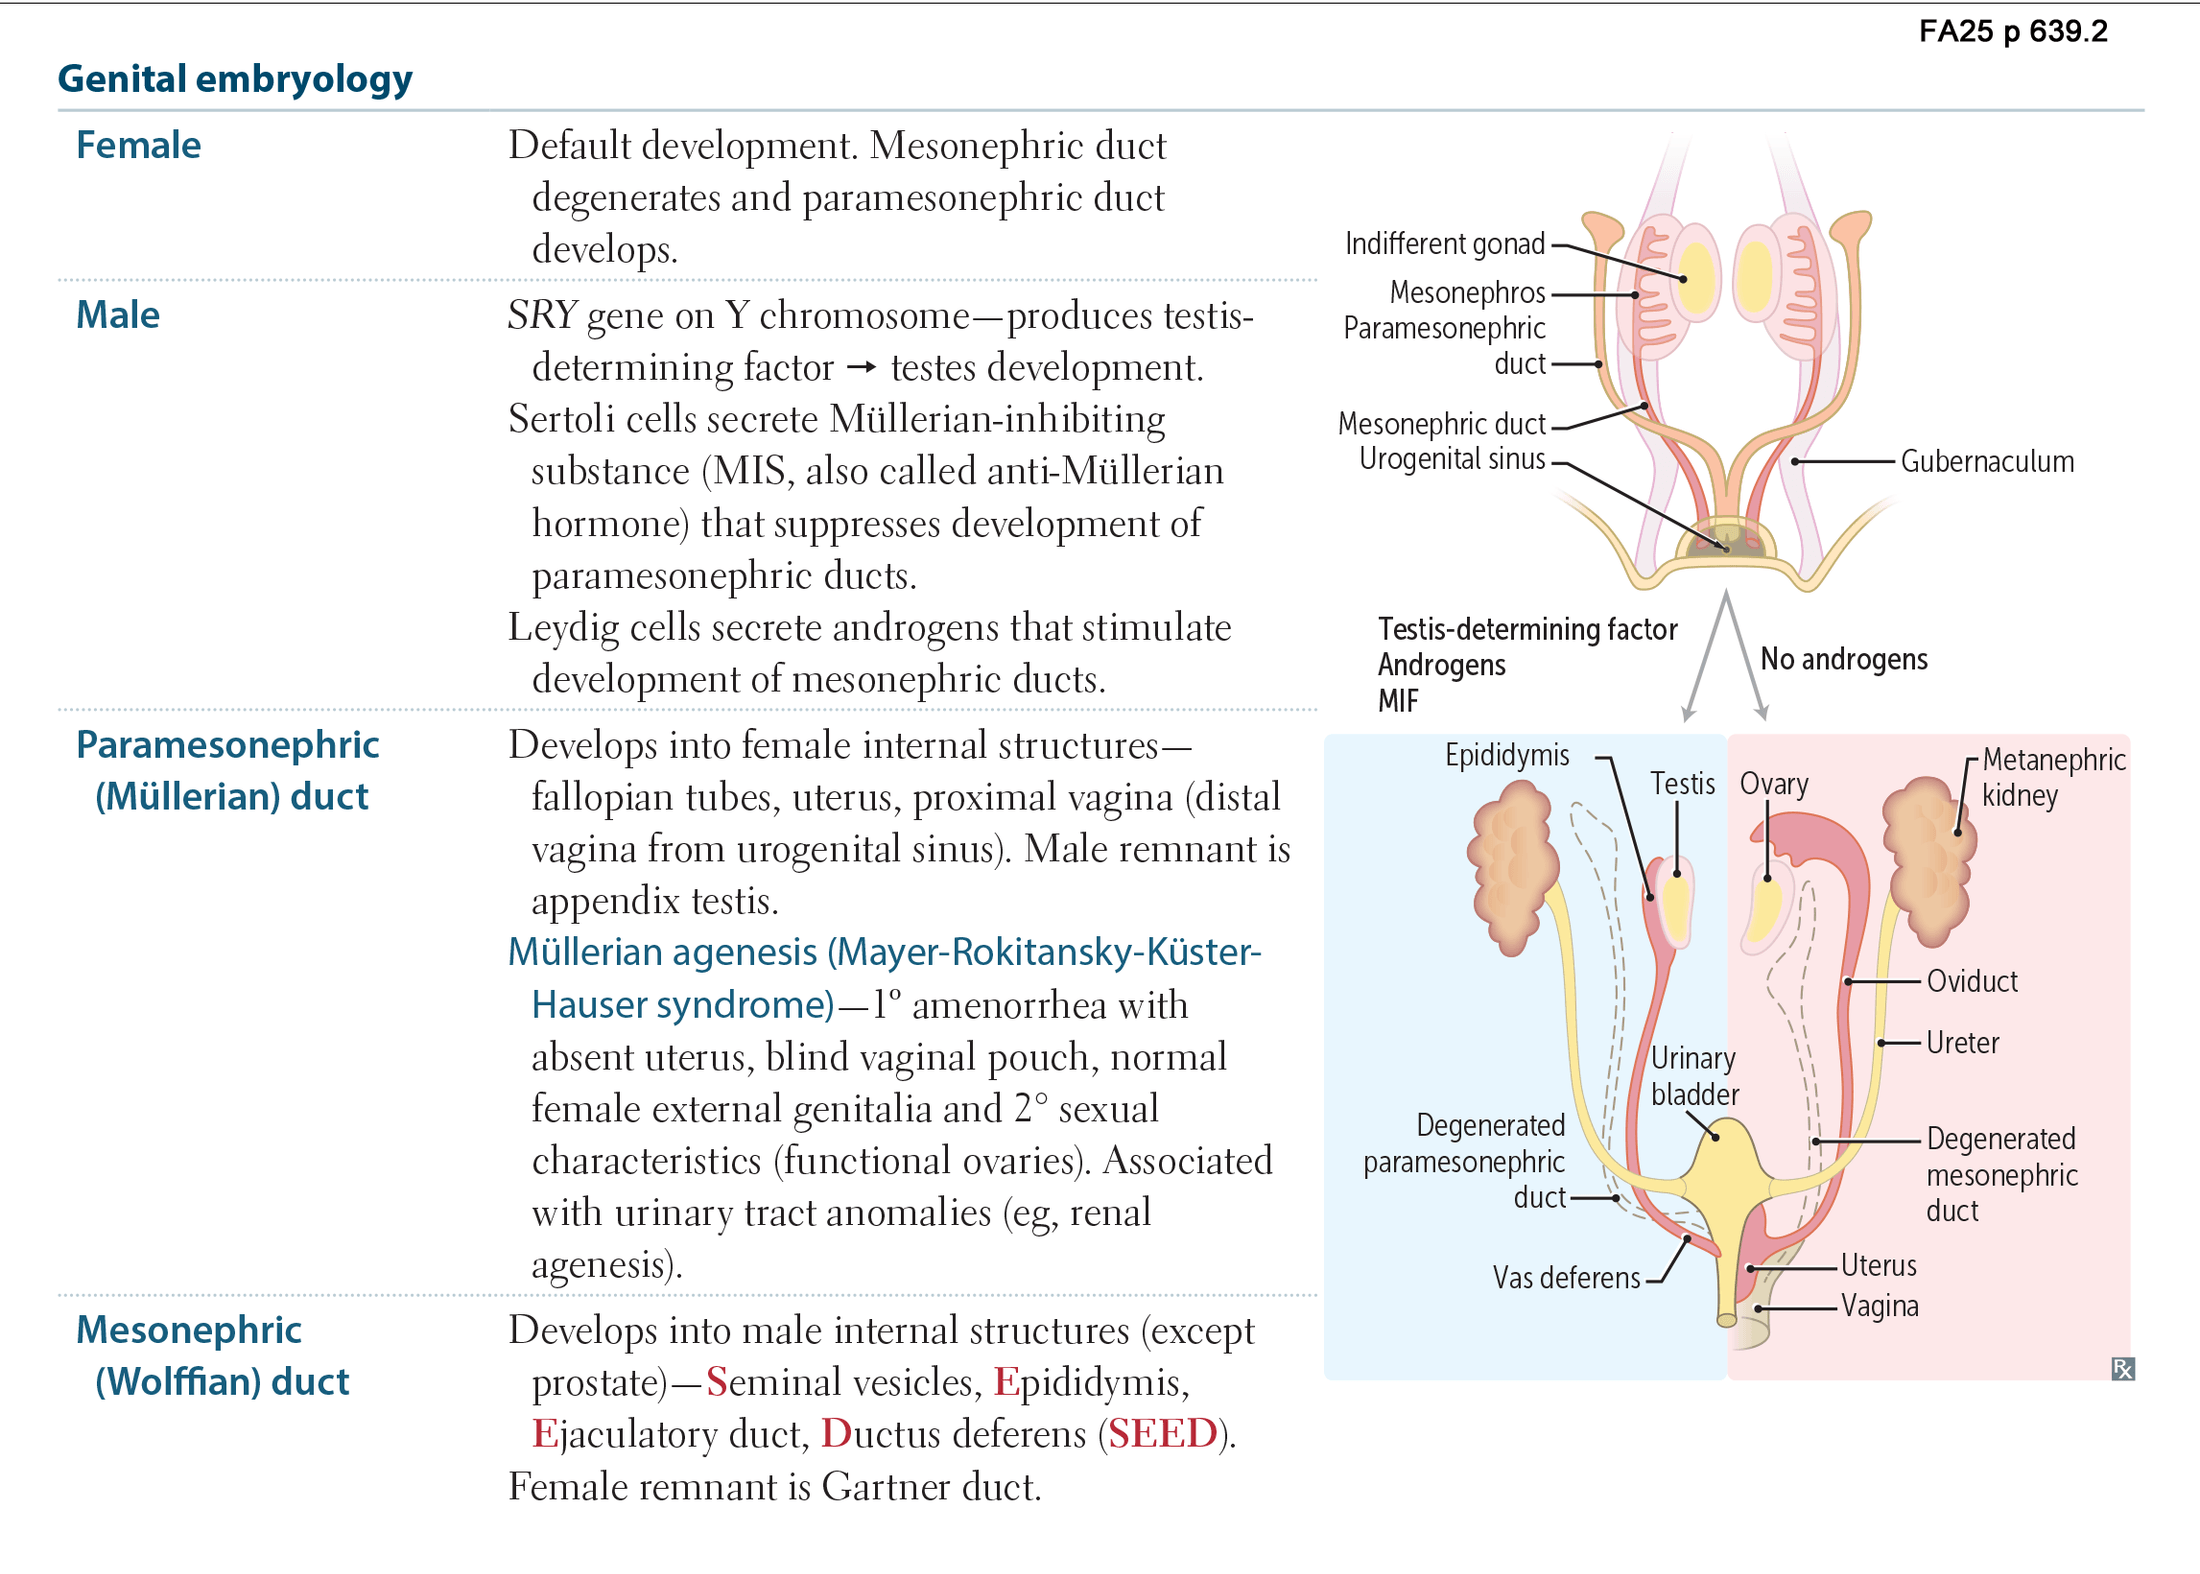 FA25 p 639.2
Genital embryology
Female
Default development. Mesonephric duct
degenerates and paramesonephric duct
develops.
Male
SRY gene on Y chromosome—produces testis-
determining factor → testes development.
Sertoli cells secrete Müllerian-inhibiting
substance (MIS, also called anti-Müllerian
hormone) that suppresses development of
paramesonephric ducts.
Leydig cells secrete androgens that stimulate
development of mesonephric ducts.
Paramesonephric
(Müllerian) duct
Develops into female internal structures—
fallopian tubes, uterus, proximal vagina (distal
vagina from urogenital sinus). Male remnant is
appendix testis.
Müllerian agenesis (Mayer-Rokitansky-Küster-
Hauser syndrome)—1° amenorrhea with
absent uterus, blind vaginal pouch, normal
female external genitalia and 2° sexual
characteristics (functional ovaries). Associated
with urinary tract anomalies (eg, renal
agenesis).
Mesonephric
(Wolffian) duct
Develops into male internal structures (except
prostate)—Seminal vesicles, Epididymis,
Ejaculatory duct, Ductus deferens (SEED).
Female remnant is Gartner duct.
Indifferent gonad
Mesonephros
Paramesonephric
duct
Mesonephric duct
Urogenital sinus
Gubernaculum
Testis-determining factor
Androgens
MIF
No androgens
Epididymis
Testis
Ovary
Metanephric
kidney
Oviduct
Ureter
Urinary
bladder
Degenerated
paramesonephric
duct
Degenerated
mesonephric
duct
Vas deferens
Uterus
Vagina
Rx